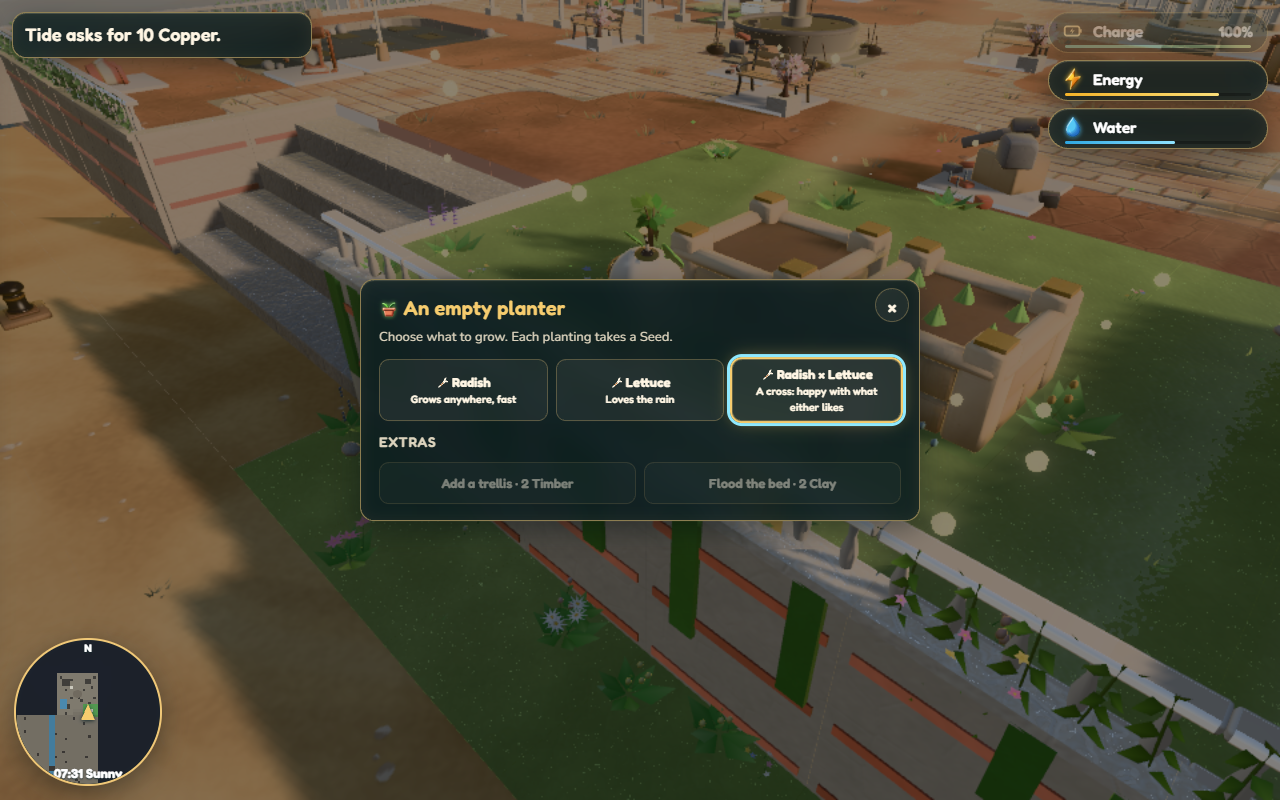 Tide asks for 10 Copper.
Charge 100%
Energy
Water
An empty planter
Choose what to grow. Each planting takes a Seed.
Radish
Grows anywhere, fast
Lettuce
Loves the rain
Radish × Lettuce
A cross: happy with what
either likes
EXTRAS
Add a trellis · 2 Timber
Flood the bed · 2 Clay
N
07:31 Sunny